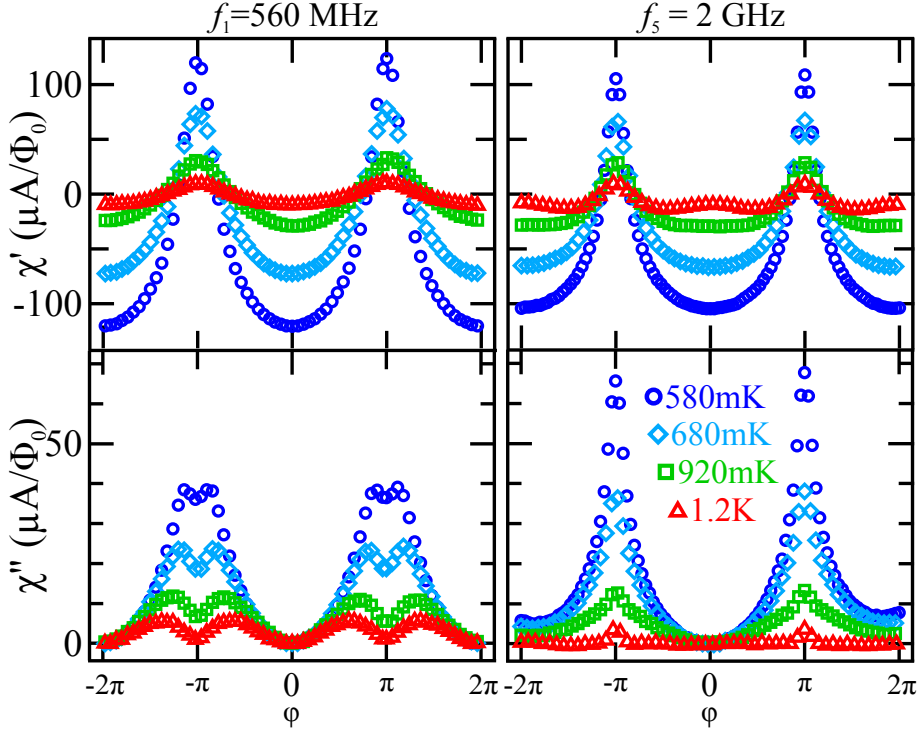 f₁=560 MHz
f₅ = 2 GHz
χ' (μA/Φ₀)
100
0
-100
χ'' (μA/Φ₀)
50
0
580mK
680mK
920mK
1.2K
-2π -π 0 π 2π
φ
-2π -π 0 π 2π
φ